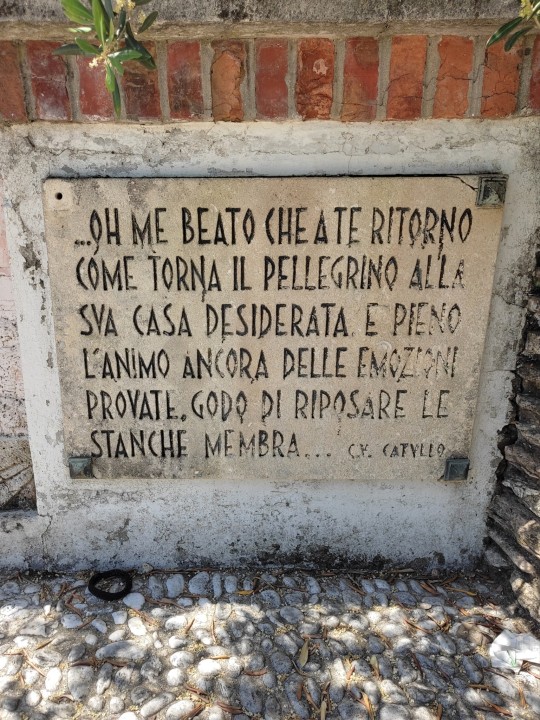 ...OH ME BEATO CHE A TE RITORNO
COME TORNA IL PELLEGRINO ALLA
SVA CASA DESIDERATA. E PIENO
L'ANIMO ANCORA DELLE EMOZIONI
PROVATE, GODO DI RIPOSARE LE
STANCHE MEMBRA... C.V. CATVLLO